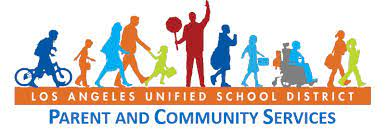 LOS ANGELES UNIFIED SCHOOL DISTRICT
PARENT AND COMMUNITY SERVICES